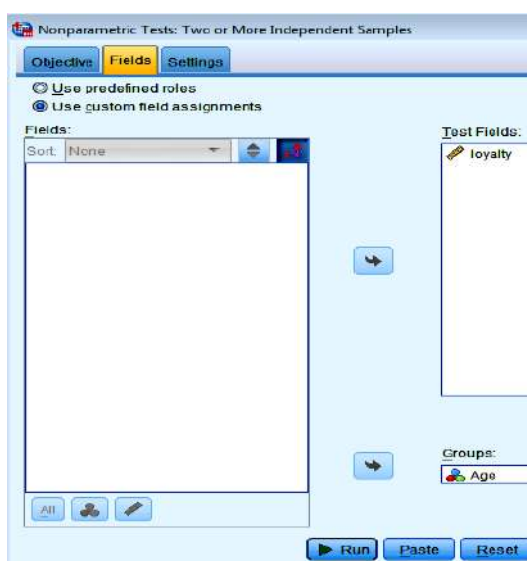 Nonparametric Tests: Two or More Independent Samples
Objective Fields Settings
Use predefined roles
Use custom field assignments
Fields:
Sort: None
Test Fields:
loyalty
Groups:
Age
All
Run Paste Reset